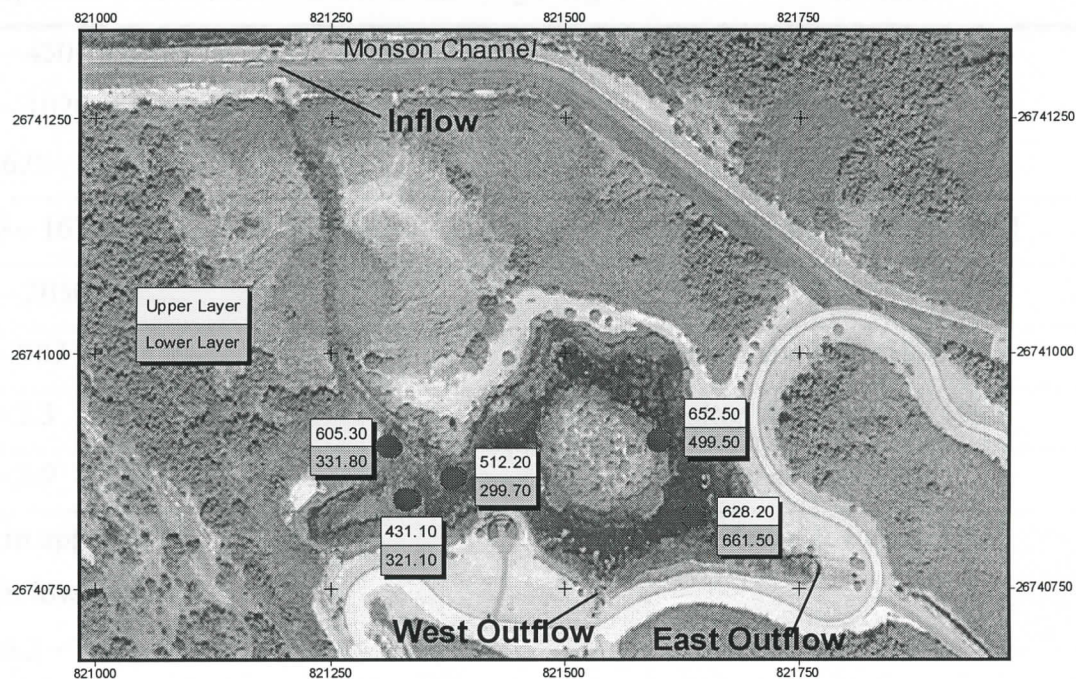 821000 821250 821500 821750
Monson Channel
Inflow
26741250 26741250
Upper Layer
Lower Layer
26741000 26741000
605.30
331.80
512.20
299.70
652.50
499.50
431.10
321.10
628.20
661.50
26740750 26740750
West Outflow
East Outflow
821000 821250 821500 821750